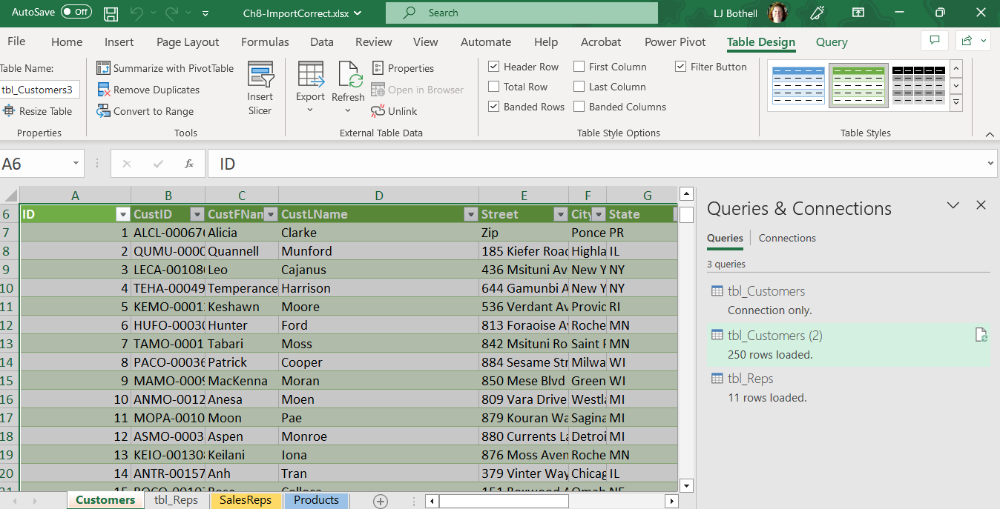 AutoSave Off Ch8-ImportCorrect.xlsx Search LJ Bothell
File Home Insert Page Layout Formulas Data Review View Automate Help Acrobat Power Pivot Table Design Query
Table Name:
tbl_Customers3
Resize Table
Properties
Summarize with PivotTable
Remove Duplicates
Convert to Range
Insert
Slicer
Tools
Export
Refresh
Properties
Open in Browser
Unlink
External Table Data
Header Row First Column Filter Button
Total Row Last Column
Banded Rows Banded Columns
Table Style Options
Table Styles
A6 fx ID
A B C D E F G
6 ID CustID CustFNam CustLName Street City State
7 1 ALCL-00067 Alicia Clarke Zip Ponce PR
8 2 QUMU-0000 Quannell Munford 185 Kiefer Road Highla IL
9 3 LECA-00108 Leo Cajanus 436 Msituni Av New Y NY
10 4 TEHA-00049 Temperance Harrison 644 Gamunbi A New Y NY
11 5 KEMO-0001 Keshawn Moore 536 Verdant Av Provid RI
12 6 HUFO-0003 Hunter Ford 813 Foraoise Av Roche MN
13 7 TAMO-0001 Tabari Moss 842 Msituni Ro Saint P MN
14 8 PACO-00036 Patrick Cooper 884 Sesame Str Milwa WI
15 9 MAMO-0009 MacKenna Moran 850 Mese Blvd Green WI
16 10 ANMO-0012 Anesa Moen 809 Vara Drive Westla MI
17 11 MOPA-0010 Moon Pae 879 Kouran Wa Sagina MI
18 12 ASMO-0003 Aspen Monroe 880 Currents La Detroi MI
19 13 KEIO-00130 Keilani Iona 876 Moss Aven Roche MN
20 14 ANTR-00157 Anh Tran 379 Vinter Way Chicag IL
Customers tbl_Reps SalesReps Products
Queries & Connections
Queries Connections
3 queries
tbl_Customers
Connection only.
tbl_Customers (2)
250 rows loaded.
tbl_Reps
11 rows loaded.